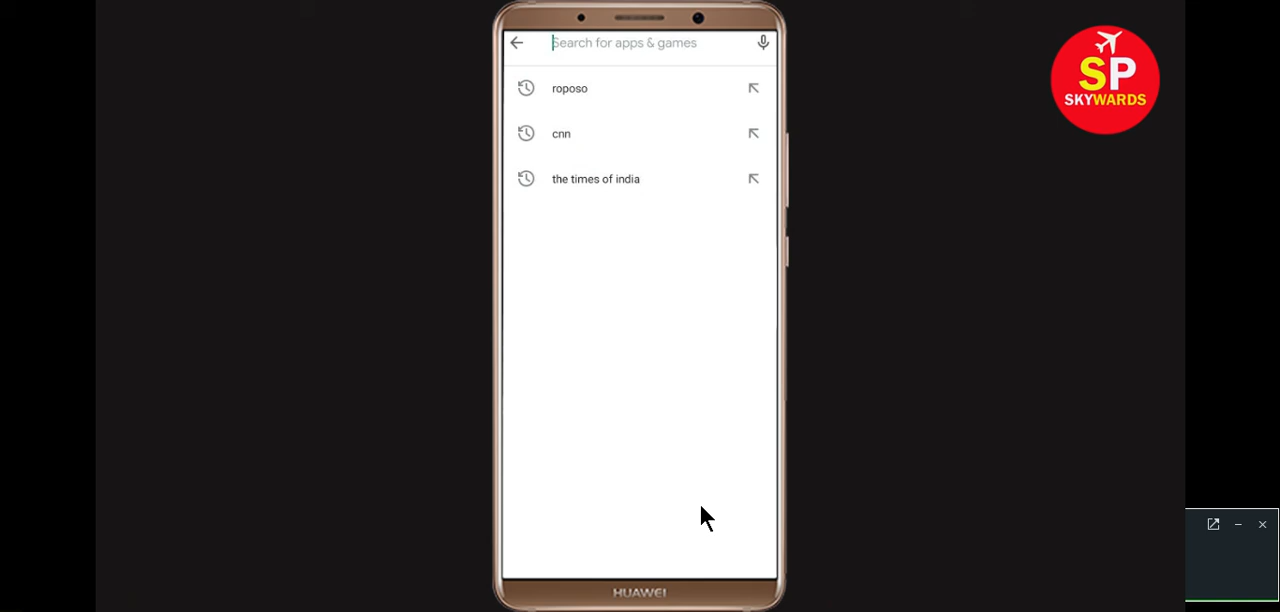 Search for apps & games
roposo
cnn
the times of india
HUAWEI
SP
SKYWARDS